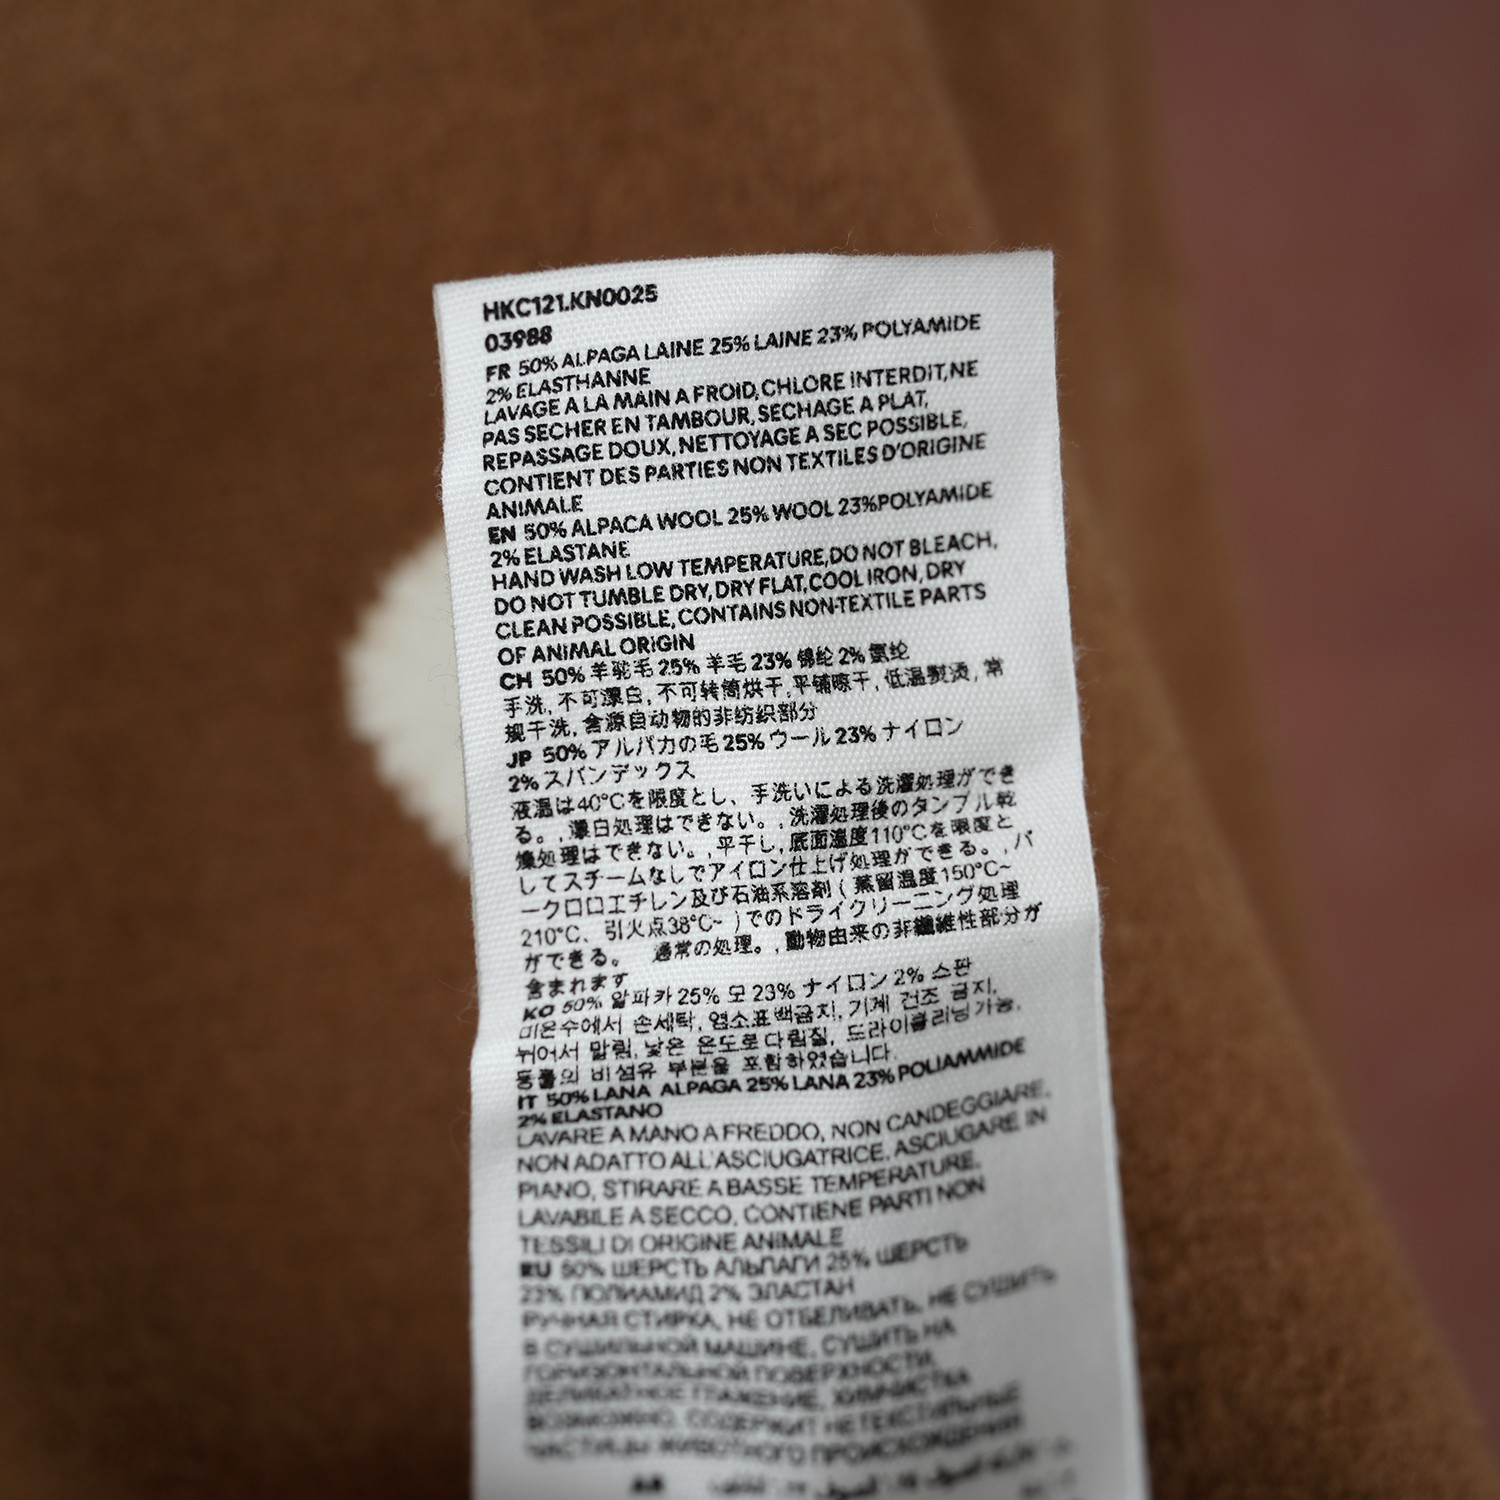 HKC121.KN0025
03988
FR 50% ALPAGA LAINE 25% LAINE 23% POLYAMIDE
2% ELASTHANNE
LAVAGE A LA MAIN A FROID, CHLORE INTERDIT, NE
PAS SECHER EN TAMBOUR, SECHAGE A PLAT,
REPASSAGE DOUX, NETTOYAGE A SEC POSSIBLE,
CONTIENT DES PARTIES NON TEXTILES D'ORIGINE
ANIMALE
EN 50% ALPACA WOOL 25% WOOL 23%POLYAMIDE
2% ELASTANE
HAND WASH LOW TEMPERATURE, DO NOT BLEACH,
DO NOT TUMBLE DRY, DRY FLAT, COOL IRON, DRY
CLEAN POSSIBLE, CONTAINS NON-TEXTILE PARTS
OF ANIMAL ORIGIN
CH 50% 羊驼毛 25% 羊毛 23% 锦纶 2% 氨纶
手洗, 不可漂白, 不可转筒烘干, 平铺晾干, 低温熨烫, 常
规干洗, 含源自动物的非纺织部分
JP 50% アルパカの毛 25% ウール 23% ナイロン
2% スパンデックス
液温は40°Cを限度とし、手洗いによる洗濯処理ができ
る。, 漂白処理はできない。, 洗濯処理後のタンブル乾
燥処理はできない。, 平干し, 底面温度110°Cを限度と
してスチームなしでアイロン仕上げ処理ができる。, パ
ークロロエチレン及び石油系溶剤 ( 蒸留温度150°C~
210°C、引火点38°C~ )でのドライクリーニング処理
ができる。 通常の処理。, 動物由来の非繊維性部分が
含まれます
KO 50% 알파카 25% 모 23% ナイロン 2% 스판
미온수에서 손세탁, 염소표백금지, 기계 건조 금지,
뉘어서 말림, 낮은 온도로 다림질, 드라이클리닝 가능,
동물의 비섬유 부분을 포함하였습니다.
IT 50% LANA ALPAGA 25% LANA 23% POLIAMMIDE
2% ELASTANO
LAVARE A MANO A FREDDO, NON CANDEGGIARE,
NON ADATTO ALL'ASCIUGATRICE, ASCIUGARE IN
PIANO, STIRARE A BASSE TEMPERATURE,
LAVABILE A SECCO, CONTIENE PARTI NON
TESSILI DI ORIGINE ANIMALE
RU 50% ШЕРСТЬ АЛЬПАГИ 25% ШЕРСТЬ
23% ПОЛИАМИД 2% ЭЛАСТАН
РУЧНАЯ СТИРКА, НЕ ОТБЕЛИВАТЬ, НЕ СУШИТЬ
В СУШИЛЬНОЙ МАШИНЕ, СУШИТЬ НА
ГОРИЗОНТАЛЬНОЙ ПОВЕРХНОСТИ,
ДЕЛИКАТНОЕ ГЛАЖЕНИЕ, ХИМЧИСТКА
ВОЗМОЖНО, СОДЕРЖИТ НЕТЕКСТИЛЬНЫЕ
ЧАСТИ ЖИВОТНОГО ПРОИСХОЖДЕНИЯ